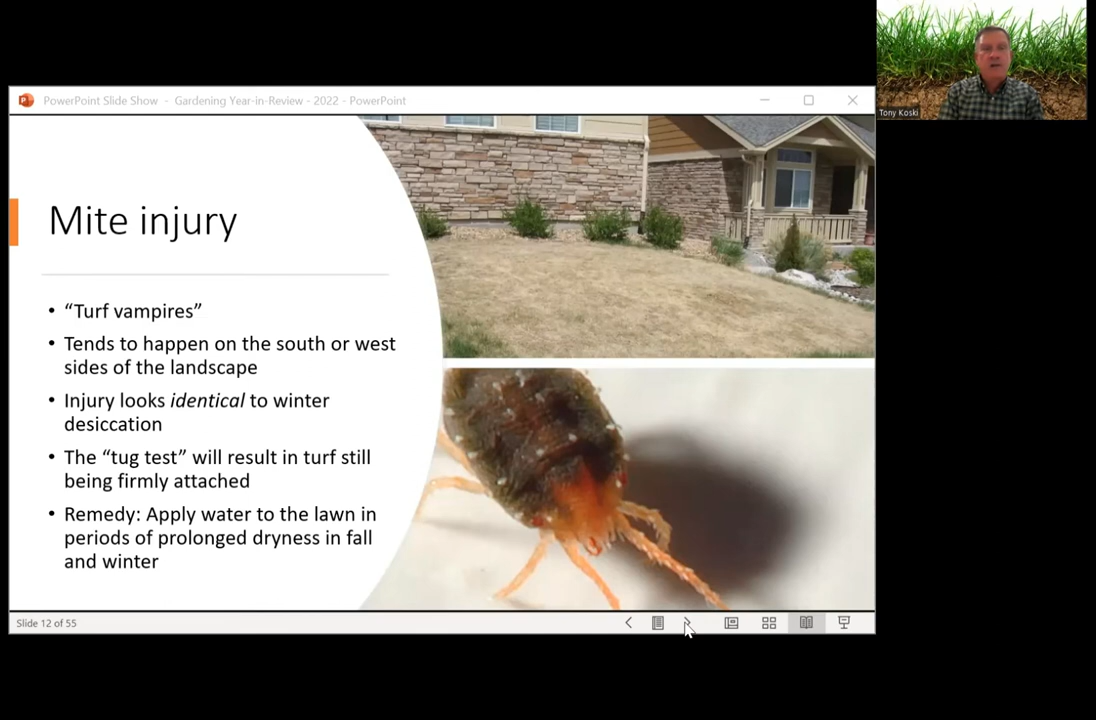 PowerPoint Slide Show - Gardening Year-in-Review - 2022 - PowerPoint
Tony Koski
Mite injury
• “Turf vampires”
• Tends to happen on the south or west
sides of the landscape
• Injury looks identical to winter
desiccation
• The “tug test” will result in turf still
being firmly attached
• Remedy: Apply water to the lawn in
periods of prolonged dryness in fall
and winter
Slide 12 of 55